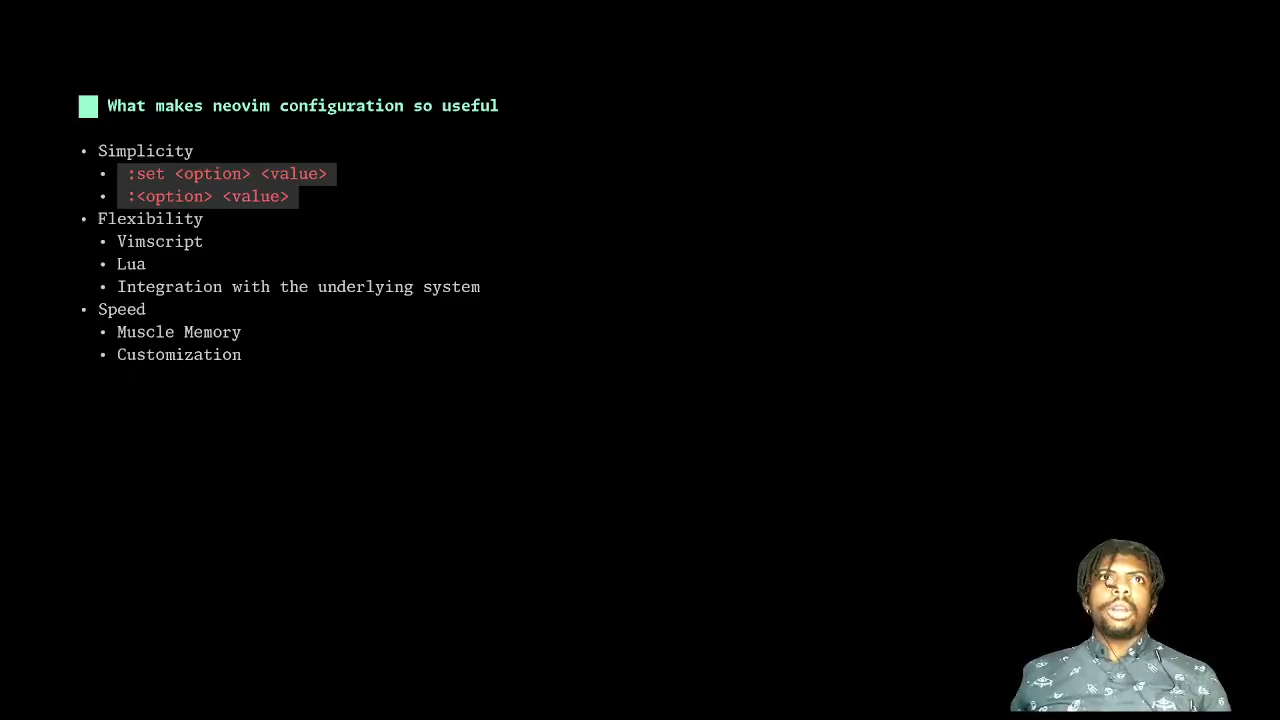 What makes neovim configuration so useful
• Simplicity
• :set <option> <value>
• :<option> <value>
• Flexibility
• Vimscript
• Lua
• Integration with the underlying system
• Speed
• Muscle Memory
• Customization